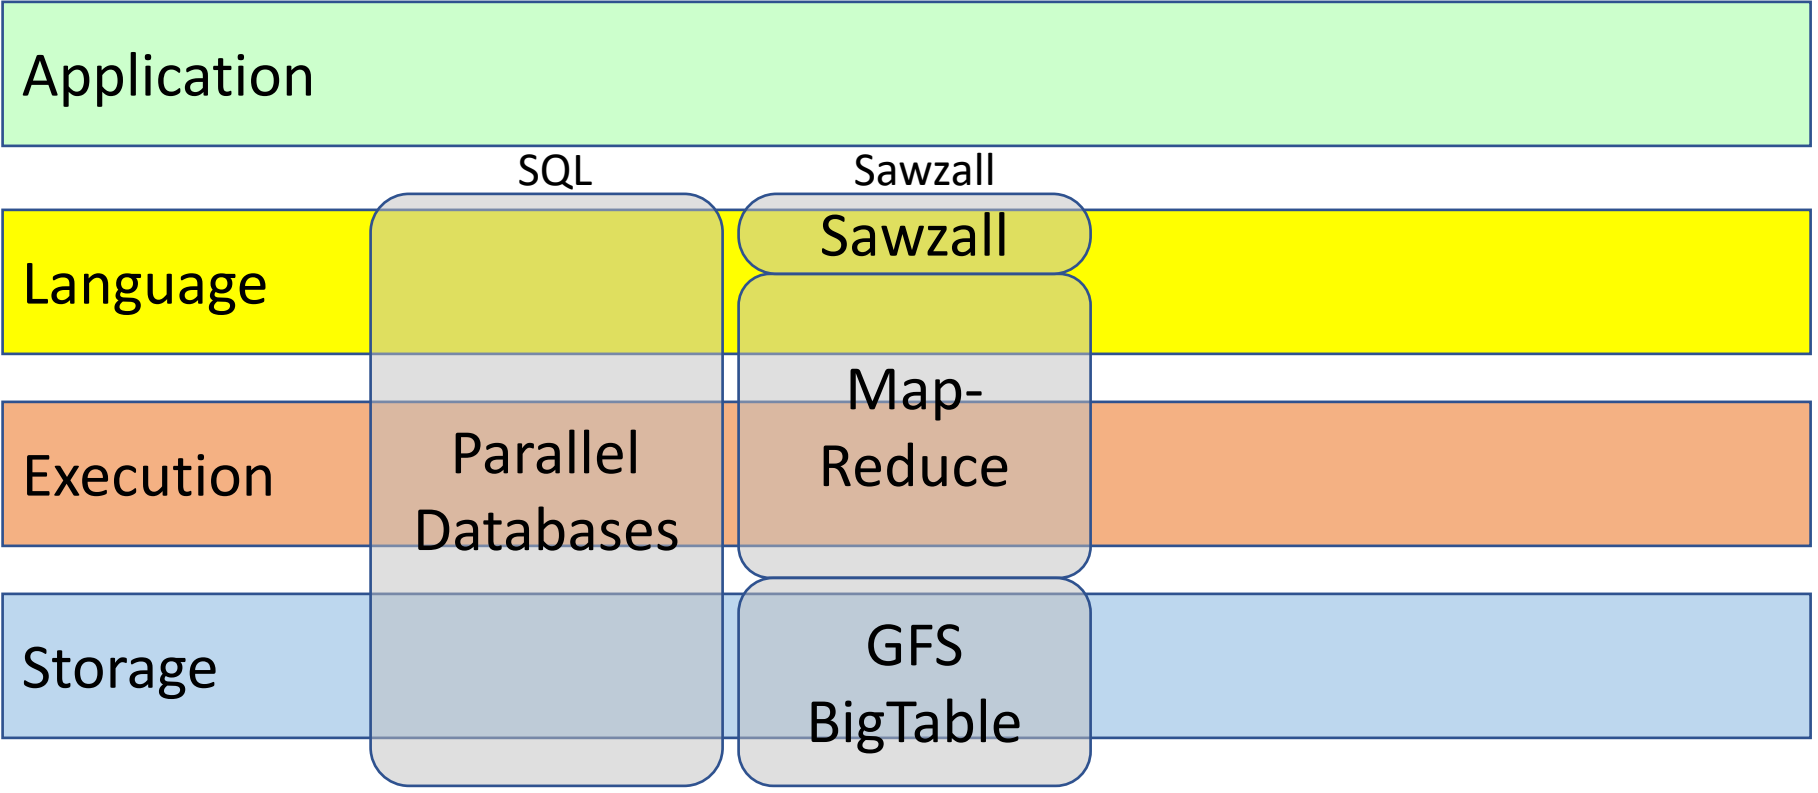 Application
SQL
Sawzall
Sawzall
Language
Map-
Reduce
Execution
Parallel
Databases
Storage
GFS
BigTable